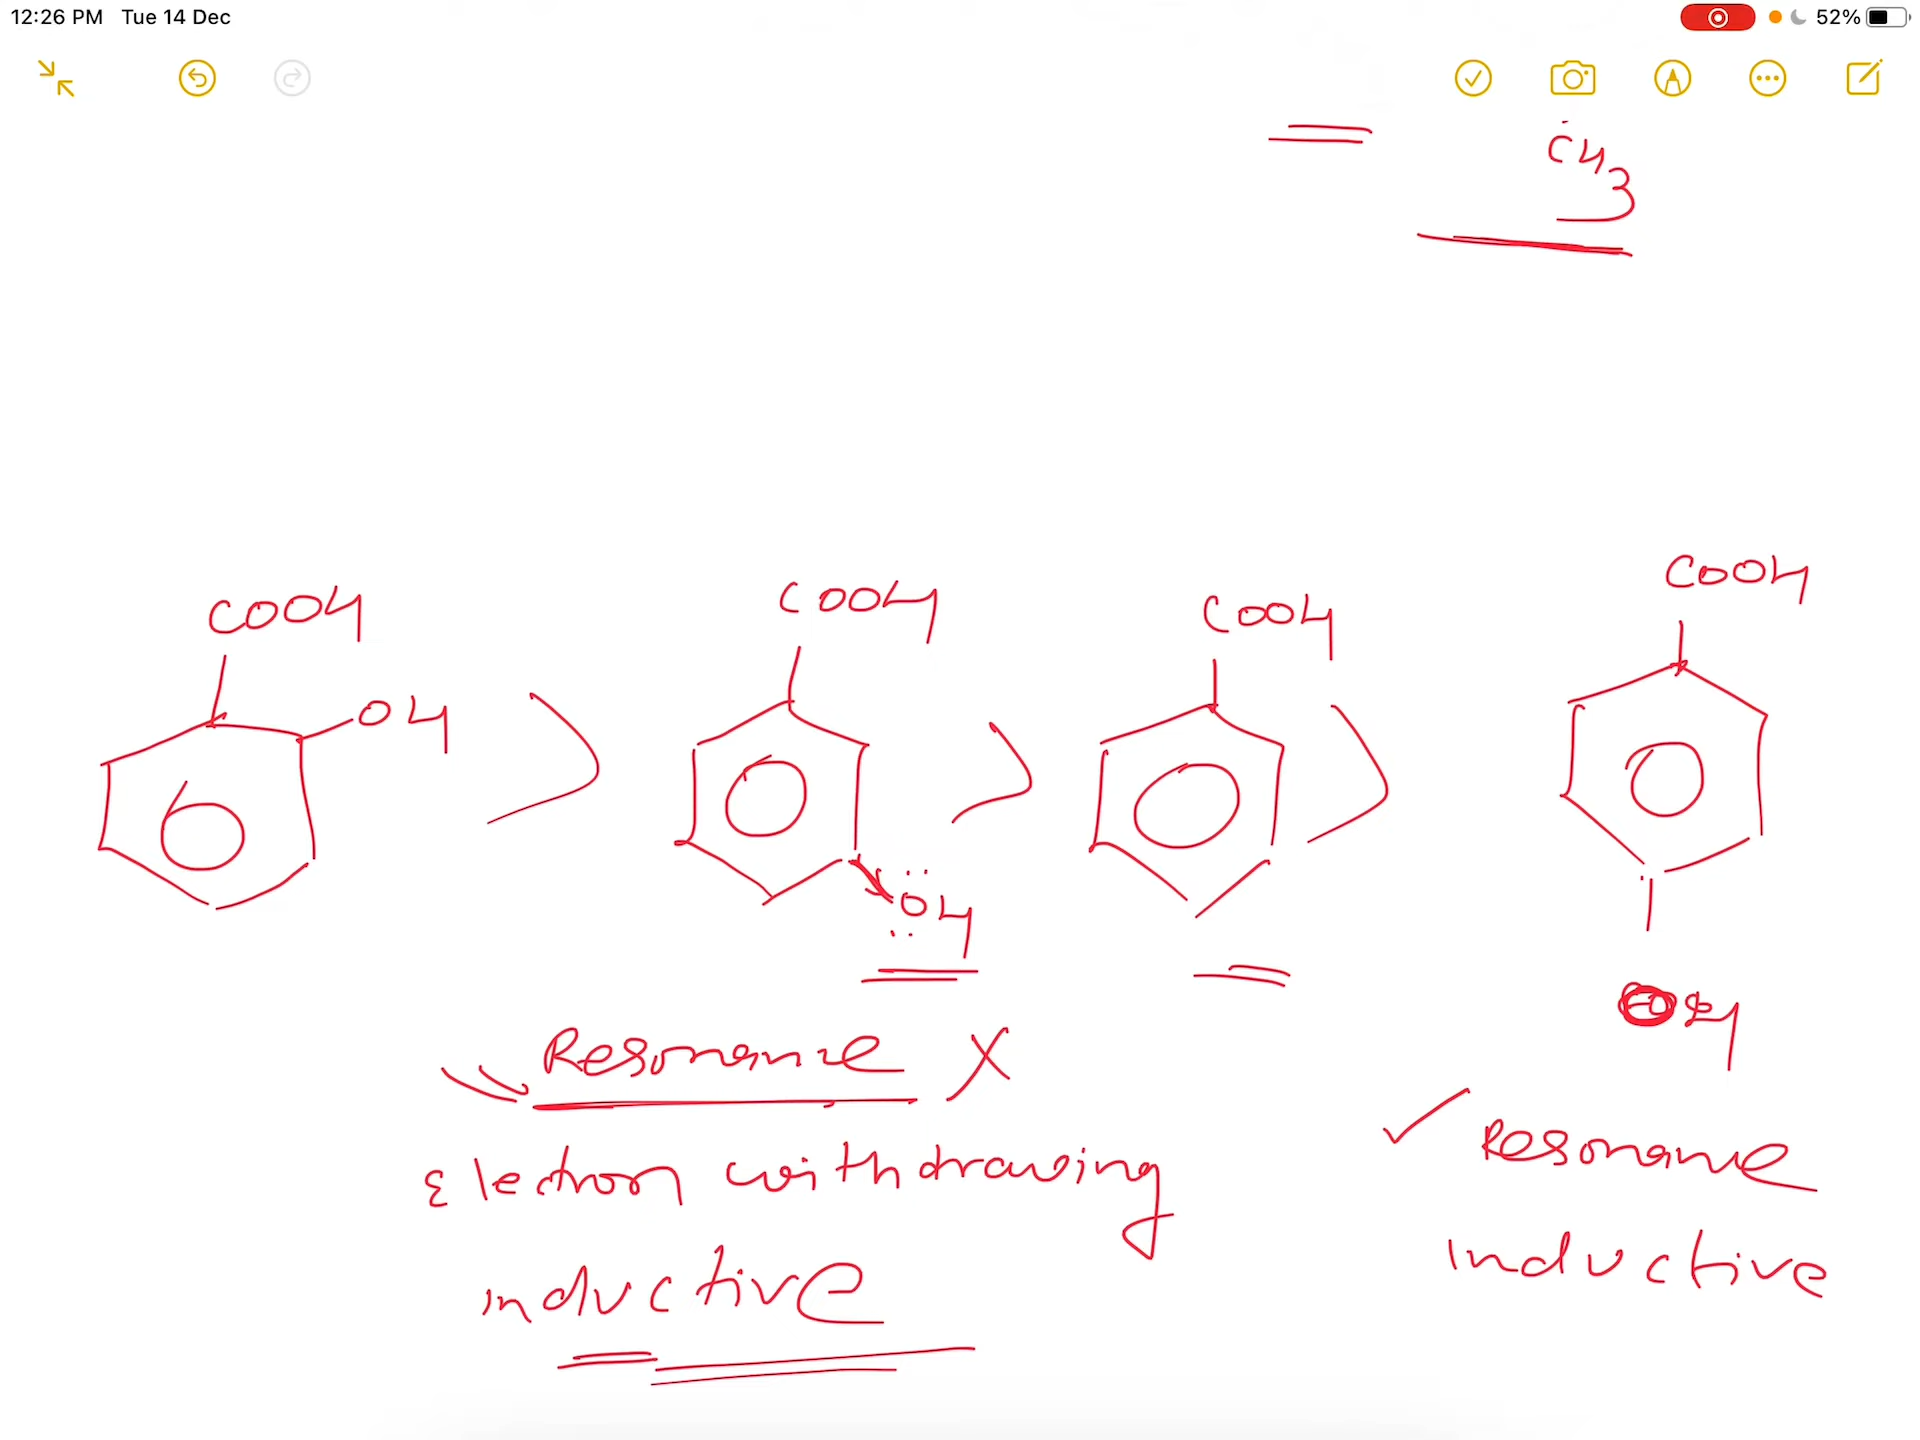 12:26 PM Tue 14 Dec 52%
CH3
COOH COOH COOH COOH
OH
OH
OH
Resonance X
Resonance
Electron withdrawing
inductive
inductive